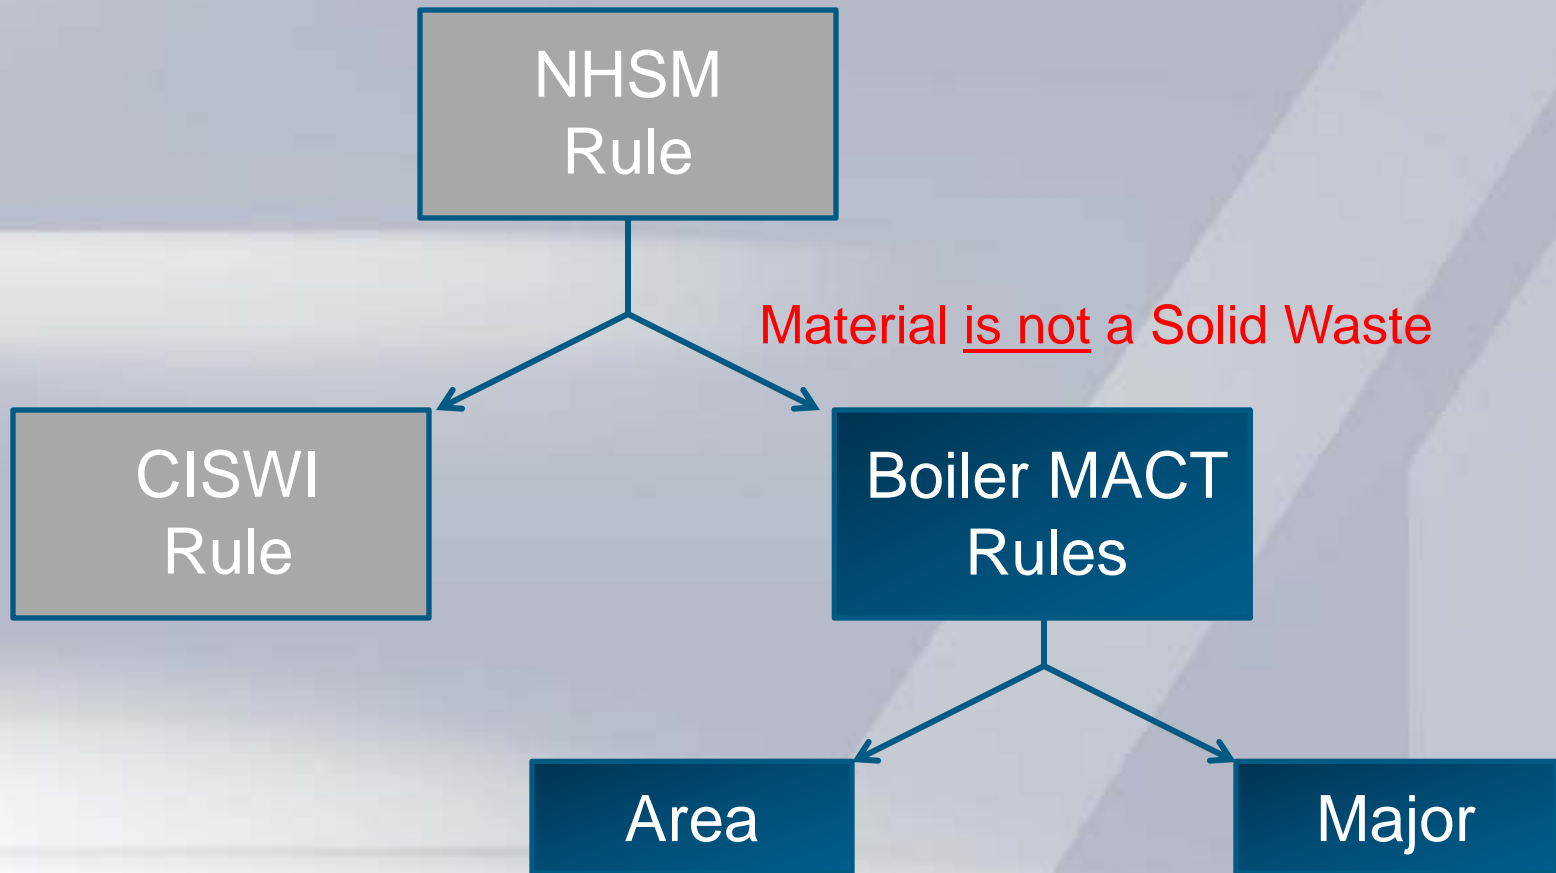 NHSM
Rule
Material is not a Solid Waste
CISWI
Rule
Boiler MACT
Rules
Area
Major